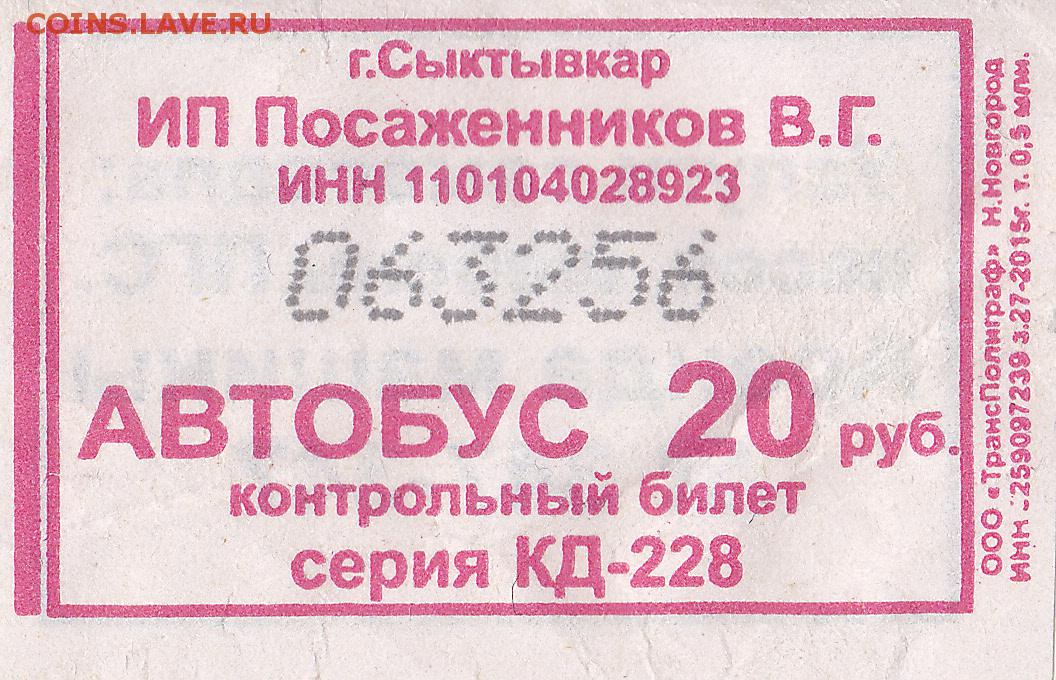 COINS.LAVE.RU
г.Сыктывкар
ИП Посаженников В.Г.
ИНН 110104028923
063256
АВТОБУС 20 руб.
контрольный билет
серия КД-228
ООО «ТрансПолиграф» Н.Новгород
ИНН 5259097239 з.27-2015г. т. 0,5 млн.